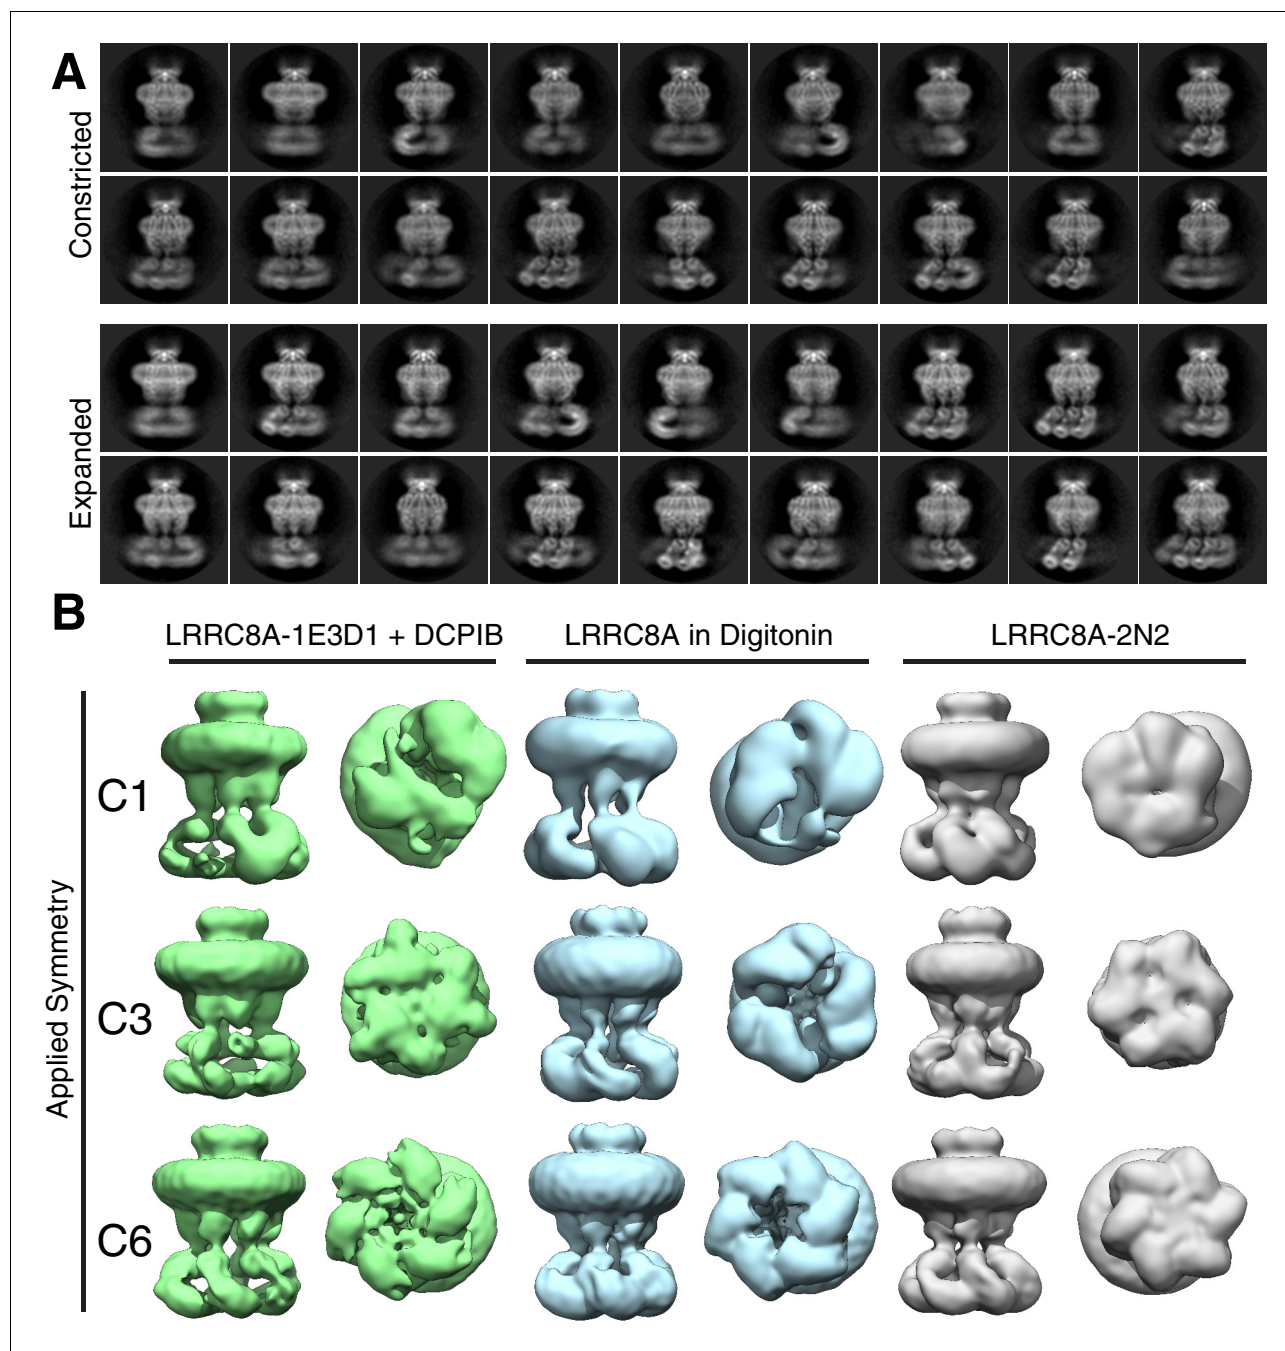 A
Constricted
Expanded
B
LRRC8A-1E3D1 + DCPIB
LRRC8A in Digitonin
LRRC8A-2N2
Applied Symmetry
C1
C3
C6